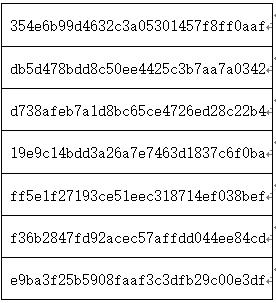 354e6b99d4632c3a05301457f8ff0aaf
db5d478bdd8c50ee4425c3b7aa7a0342
d738afeb7a1d8bc65ce4726ed28c22b4
19e9c14bdd3a26a7e7463d1837c6f0ba
ff5e1f27193ce51eec318714ef038bef
f36b2847fd92acec57affdd044ee84cd
e9ba3f25b5908faaf3c3dfb29c00e3df